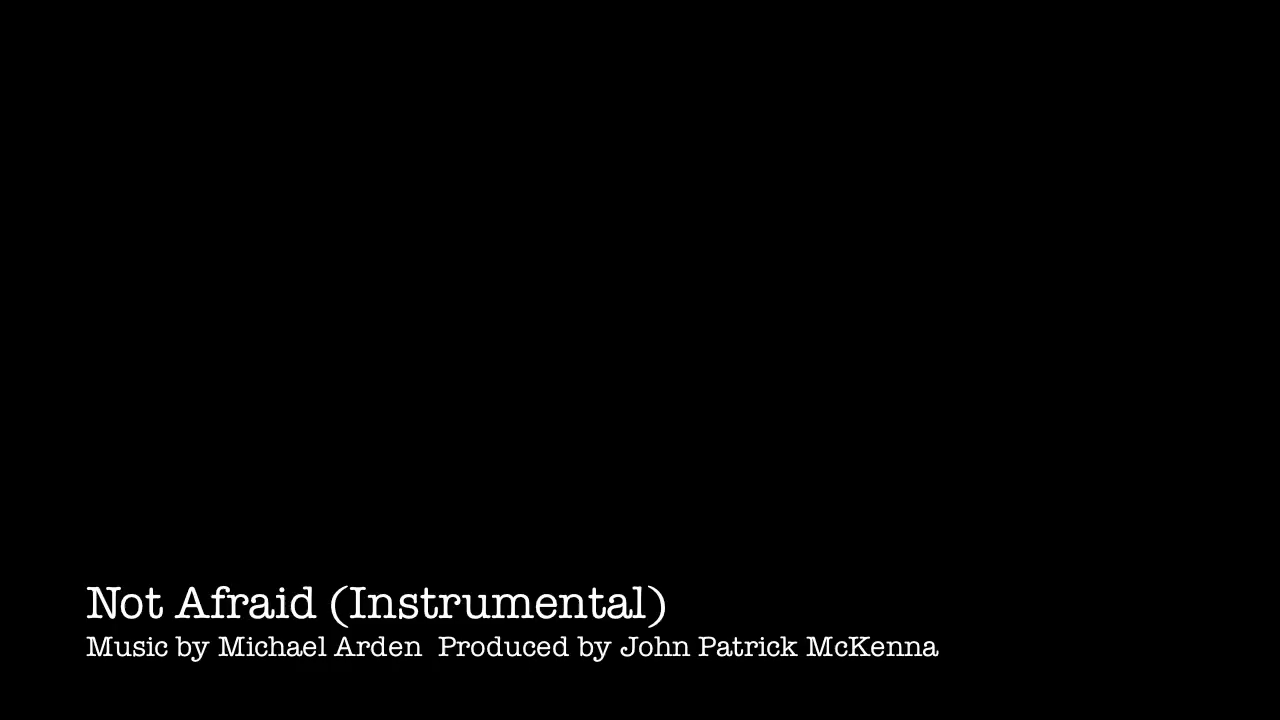 Not Afraid (Instrumental)
Music by Michael Arden  Produced by John Patrick McKenna